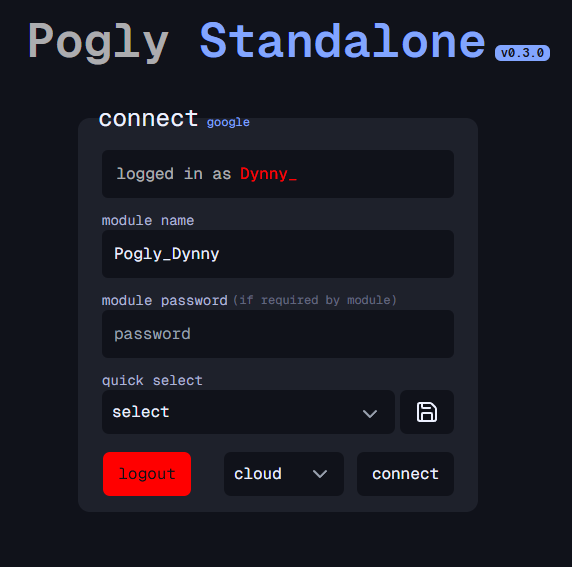 Pogly Standalone v0.3.0
connect google
logged in as Dynny_
module name
Pogly_Dynny
module password (if required by module)
password
quick select
select
logout cloud connect